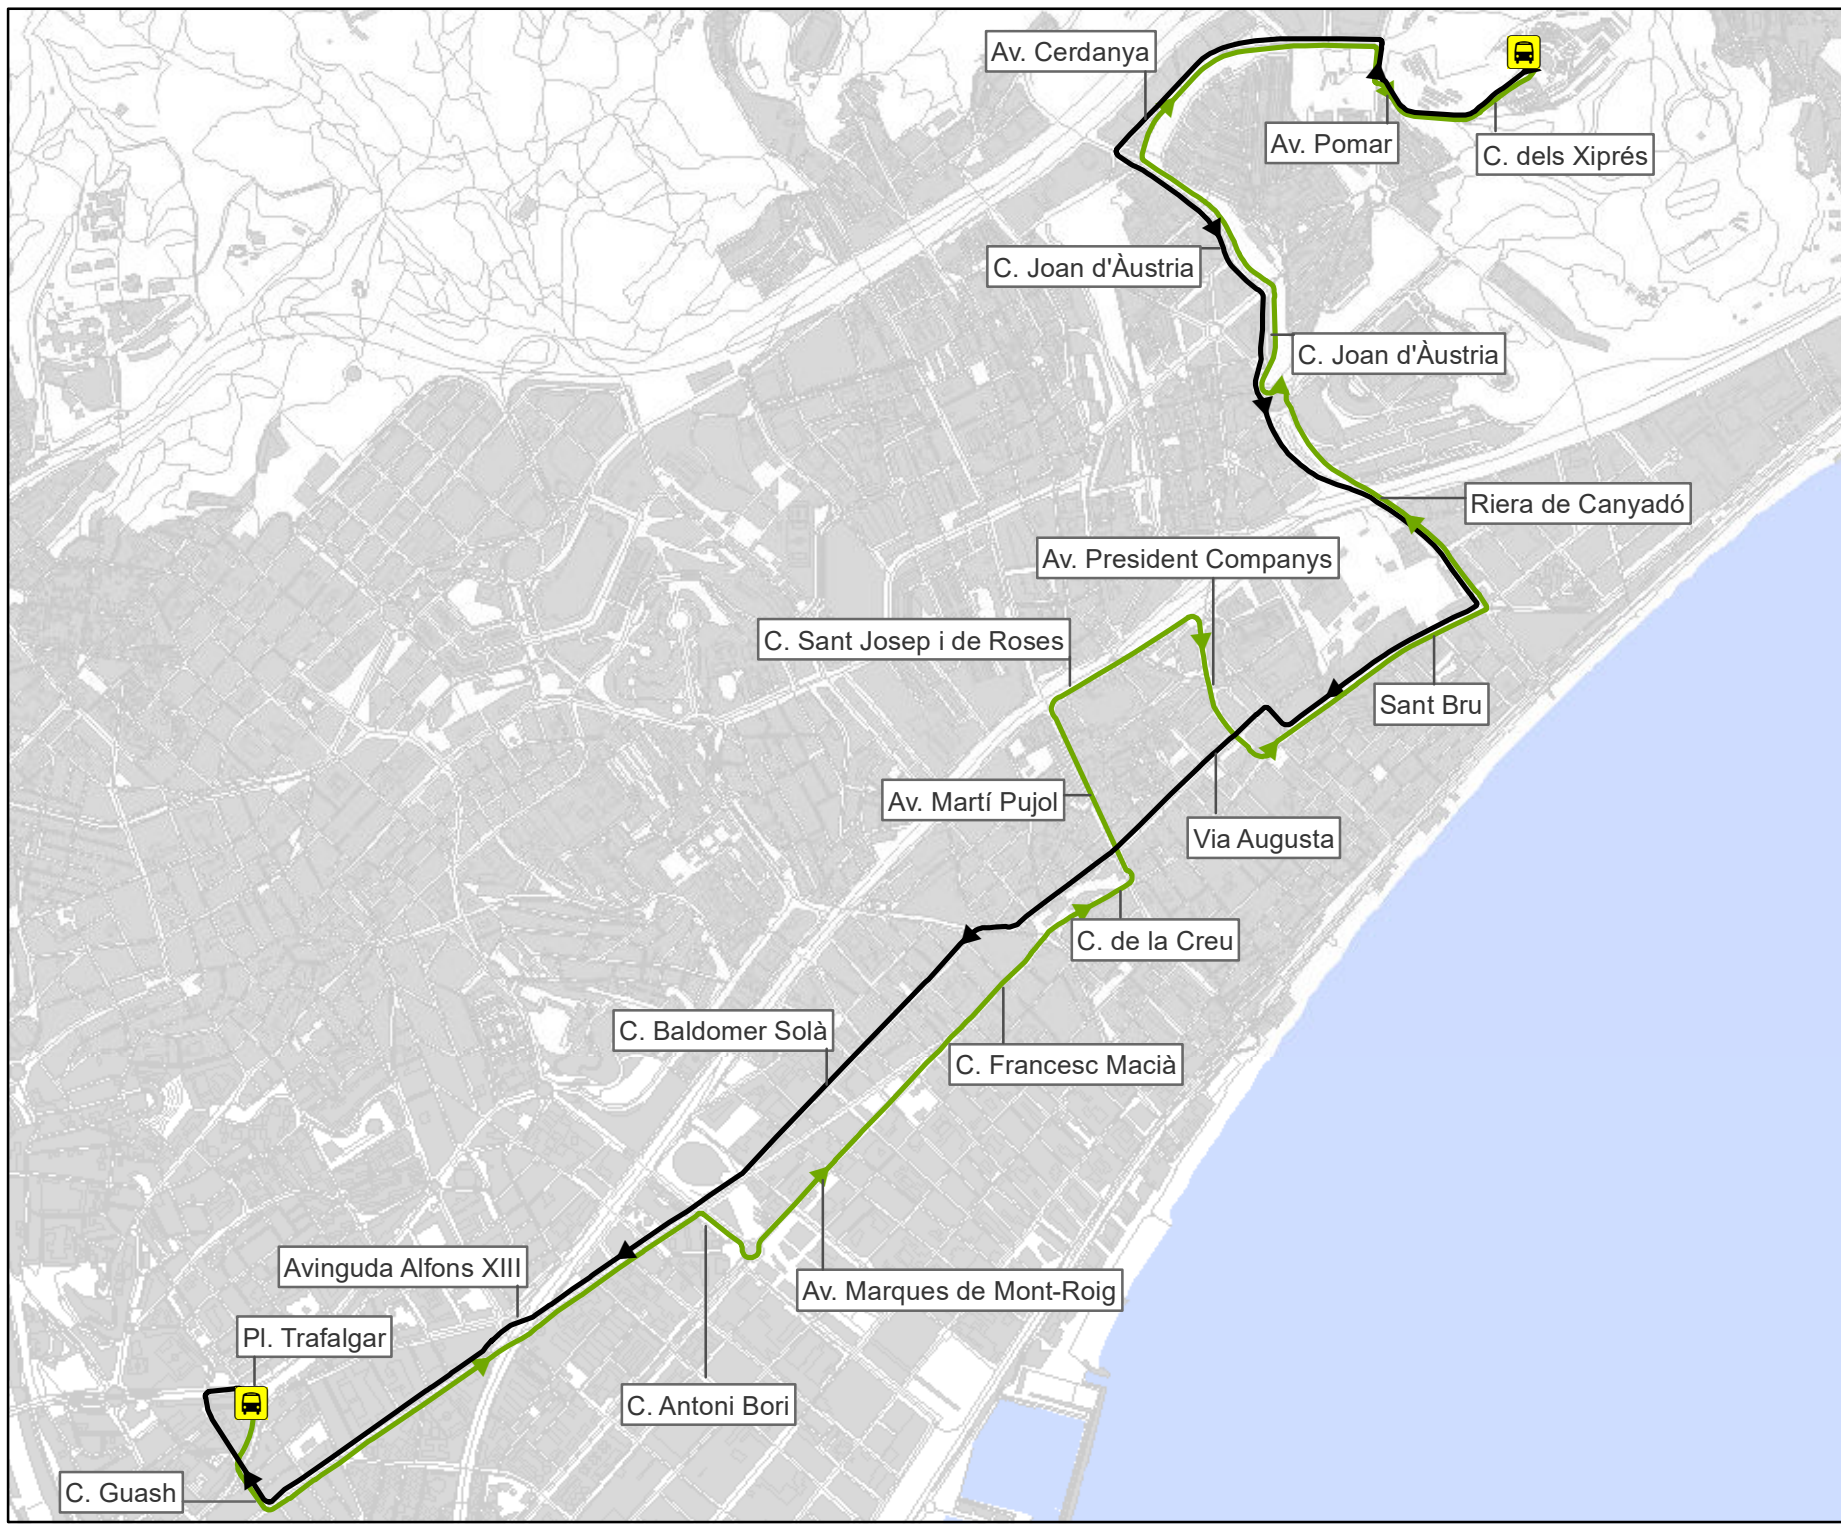 Av. Cerdanya
Av. Pomar
C. dels Xiprés
C. Joan d'Àustria
C. Joan d'Àustria
Riera de Canyadó
Av. President Companys
C. Sant Josep i de Roses
Sant Bru
Av. Martí Pujol
Via Augusta
C. de la Creu
C. Baldomer Solà
C. Francesc Macià
Avinguda Alfons XIII
Av. Marques de Mont-Roig
Pl. Trafalgar
C. Antoni Bori
C. Guash